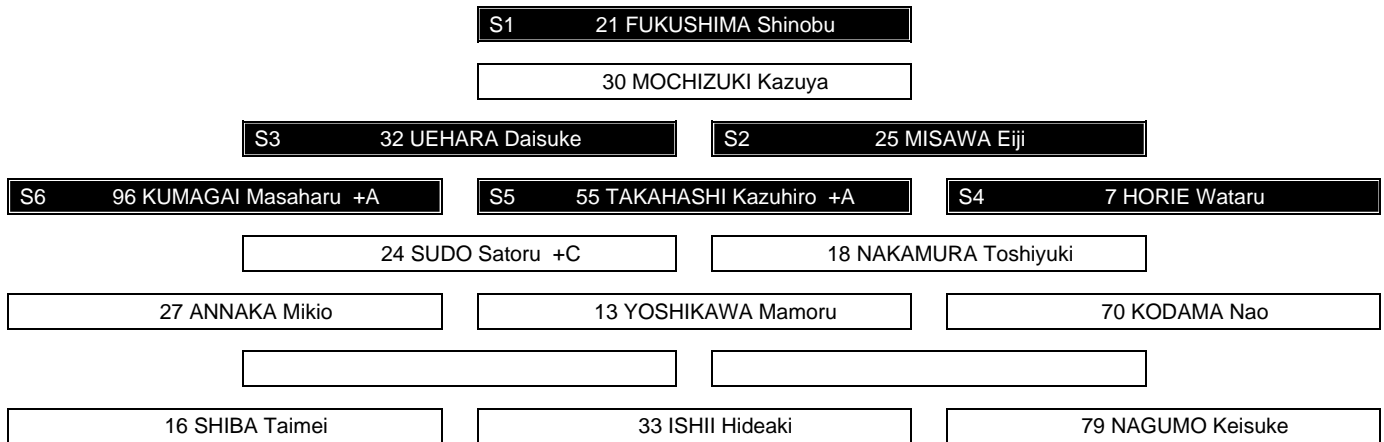 S1 21 FUKUSHIMA Shinobu
30 MOCHIZUKI Kazuya
S3 32 UEHARA Daisuke S2 25 MISAWA Eiji
S6 96 KUMAGAI Masaharu +A S5 55 TAKAHASHI Kazuhiro +A S4 7 HORIE Wataru
24 SUDO Satoru +C 18 NAKAMURA Toshiyuki
27 ANNAKA Mikio 13 YOSHIKAWA Mamoru 70 KODAMA Nao
16 SHIBA Taimei 33 ISHII Hideaki 79 NAGUMO Keisuke